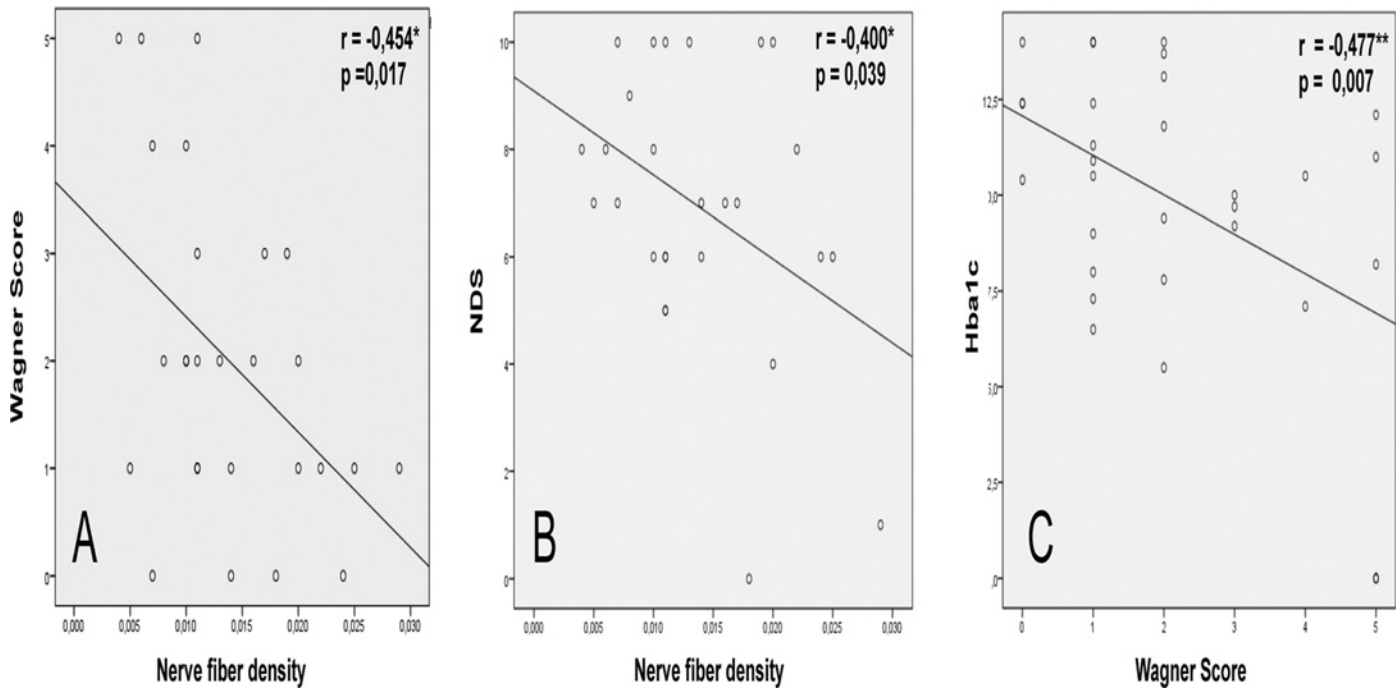 r = -0,454*
p =0,017
Wagner Score
5
4
3
2
1
0
A
0,000 0,005 0,010 0,015 0,020 0,025 0,030
Nerve fiber density
r = -0,400*
p = 0,039
NDS
10
8
6
4
2
0
B
0,000 0,005 0,010 0,015 0,020 0,025 0,030
Nerve fiber density
r = -0,477**
p = 0,007
Hba1c
12,5
0,0
7,5
5,0
2,5
,0
C
0 1 2 3 4 5
Wagner Score